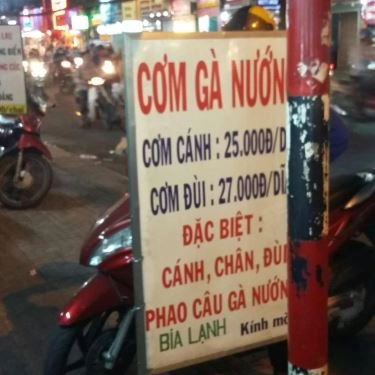 CƠM GÀ NƯỚN
CƠM CÁNH : 25.000Đ/D
CƠM ĐÙI : 27.000Đ/DĨ
ĐẶC BIỆT :
CÁNH, CHÂN, ĐÙI
PHAO CÂU GÀ NƯỚN
BIA LẠNH Kính mờ